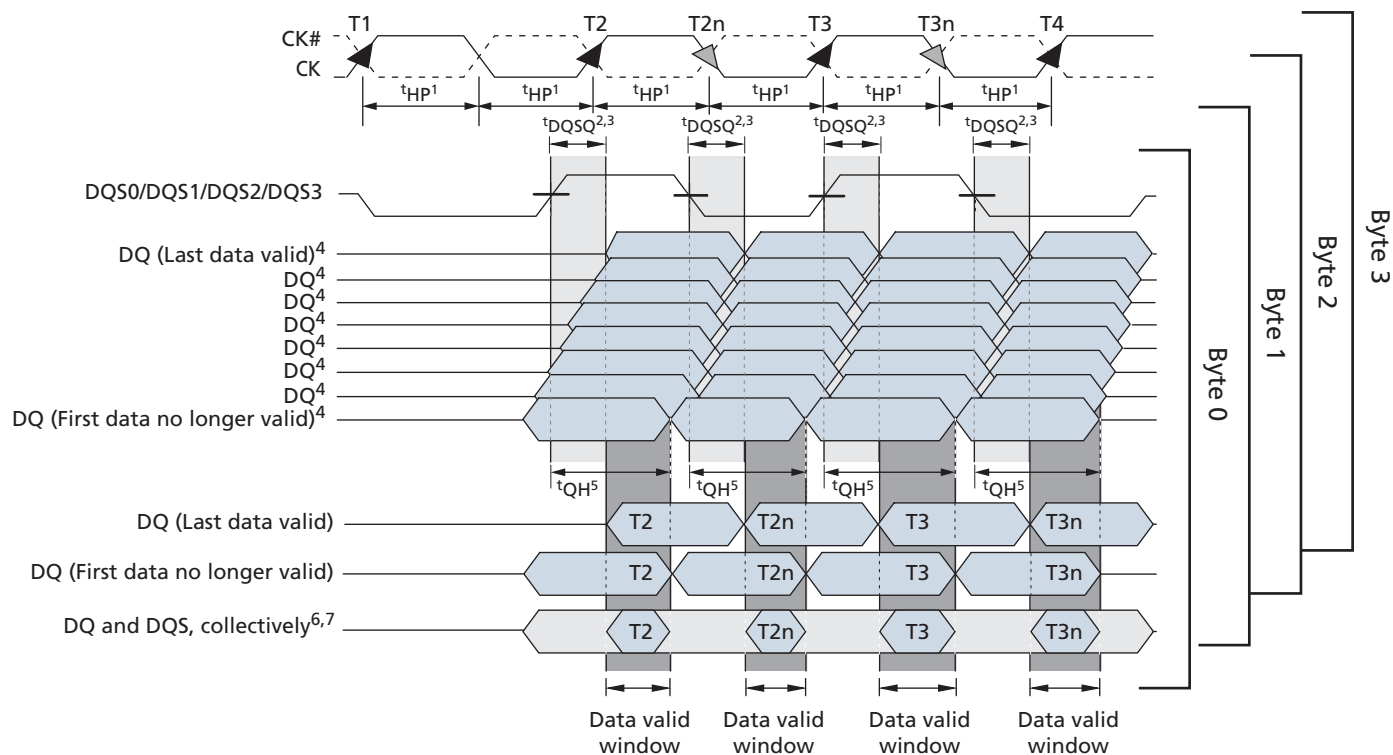 T1 T2 T2n T3 T3n T4
CK#
CK
tHP1 tHP1 tHP1 tHP1 tHP1 tHP1
tDQSQ2,3 tDQSQ2,3 tDQSQ2,3 tDQSQ2,3
DQS0/DQS1/DQS2/DQS3
DQ (Last data valid)4
DQ4
DQ4
DQ4
DQ4
DQ4
DQ4
DQ (First data no longer valid)4
tQH5 tQH5 tQH5 tQH5
DQ (Last data valid) T2 T2n T3 T3n
DQ (First data no longer valid) T2 T2n T3 T3n
DQ and DQS, collectively6,7 T2 T2n T3 T3n
Data valid window
Data valid window
Data valid window
Data valid window
Byte 0
Byte 1
Byte 2
Byte 3